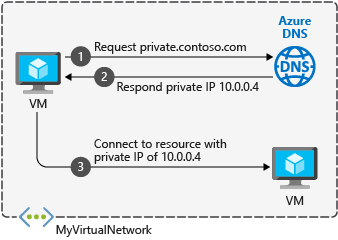 Azure
DNS
1
Request private.contoso.com
DNS
2
Respond private IP 10.0.0.4
VM
3
Connect to resource with
private IP of 10.0.0.4
VM
MyVirtualNetwork